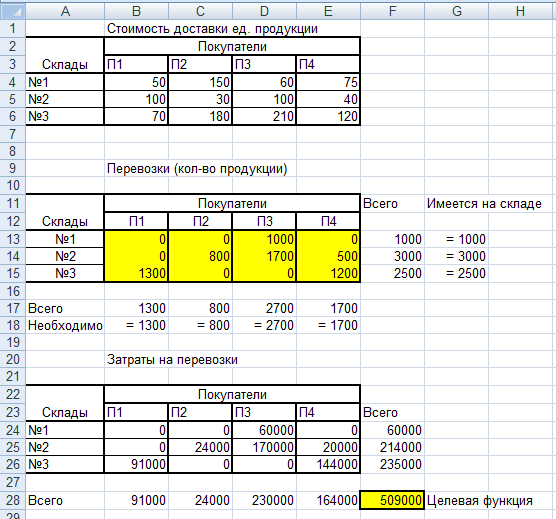 A B C D E F G H
1 Стоимость доставки ед. продукции
2 Покупатели
3 Склады П1 П2 П3 П4
4 №1 50 150 60 75
5 №2 100 30 100 40
6 №3 70 180 210 120
7
8
9 Перевозки (кол-во продукции)
10
11 Покупатели Всего Имеется на складе
12 Склады П1 П2 П3 П4
13 №1 0 0 1000 0 1000 = 1000
14 №2 0 800 1700 500 3000 = 3000
15 №3 1300 0 0 1200 2500 = 2500
16
17 Всего 1300 800 2700 1700
18 Необходимо = 1300 = 800 = 2700 = 1700
19
20 Затраты на перевозки
21
22 Покупатели
23 Склады П1 П2 П3 П4 Всего
24 №1 0 0 60000 0 60000
25 №2 0 24000 170000 20000 214000
26 №3 91000 0 0 144000 235000
27
28 Всего 91000 24000 230000 164000 509000 Целевая функция
29